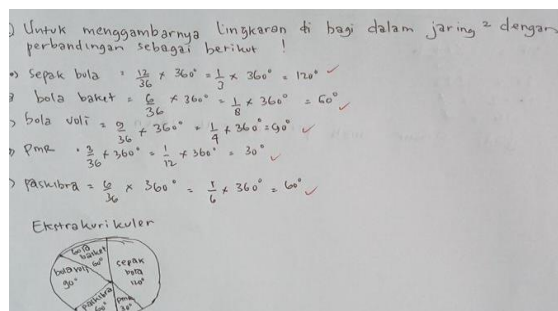 ) Untuk menggambarnya Lingkaran di bagi dalam jaring ² dengan
perbandingan sebagai berikut !
) Sepak bola = 12/36 × 360° = 1/3 × 360° = 120° ✓
bola basket = 6/36 × 360° = 1/8 × 360° = 60° ✓
) bola voli = 9/36 × 360° = 1/4 × 360° = 90° ✓
) PMR = 3/36 × 360° = 1/12 × 360° = 30° ✓
) Paskibra = 6/36 × 360° = 1/6 × 360° = 60° ✓
Ekstrakurikuler
bola
basket
60°
sepak
bola
120°
bola voli
90°
paskibra
60°
pmr
30°